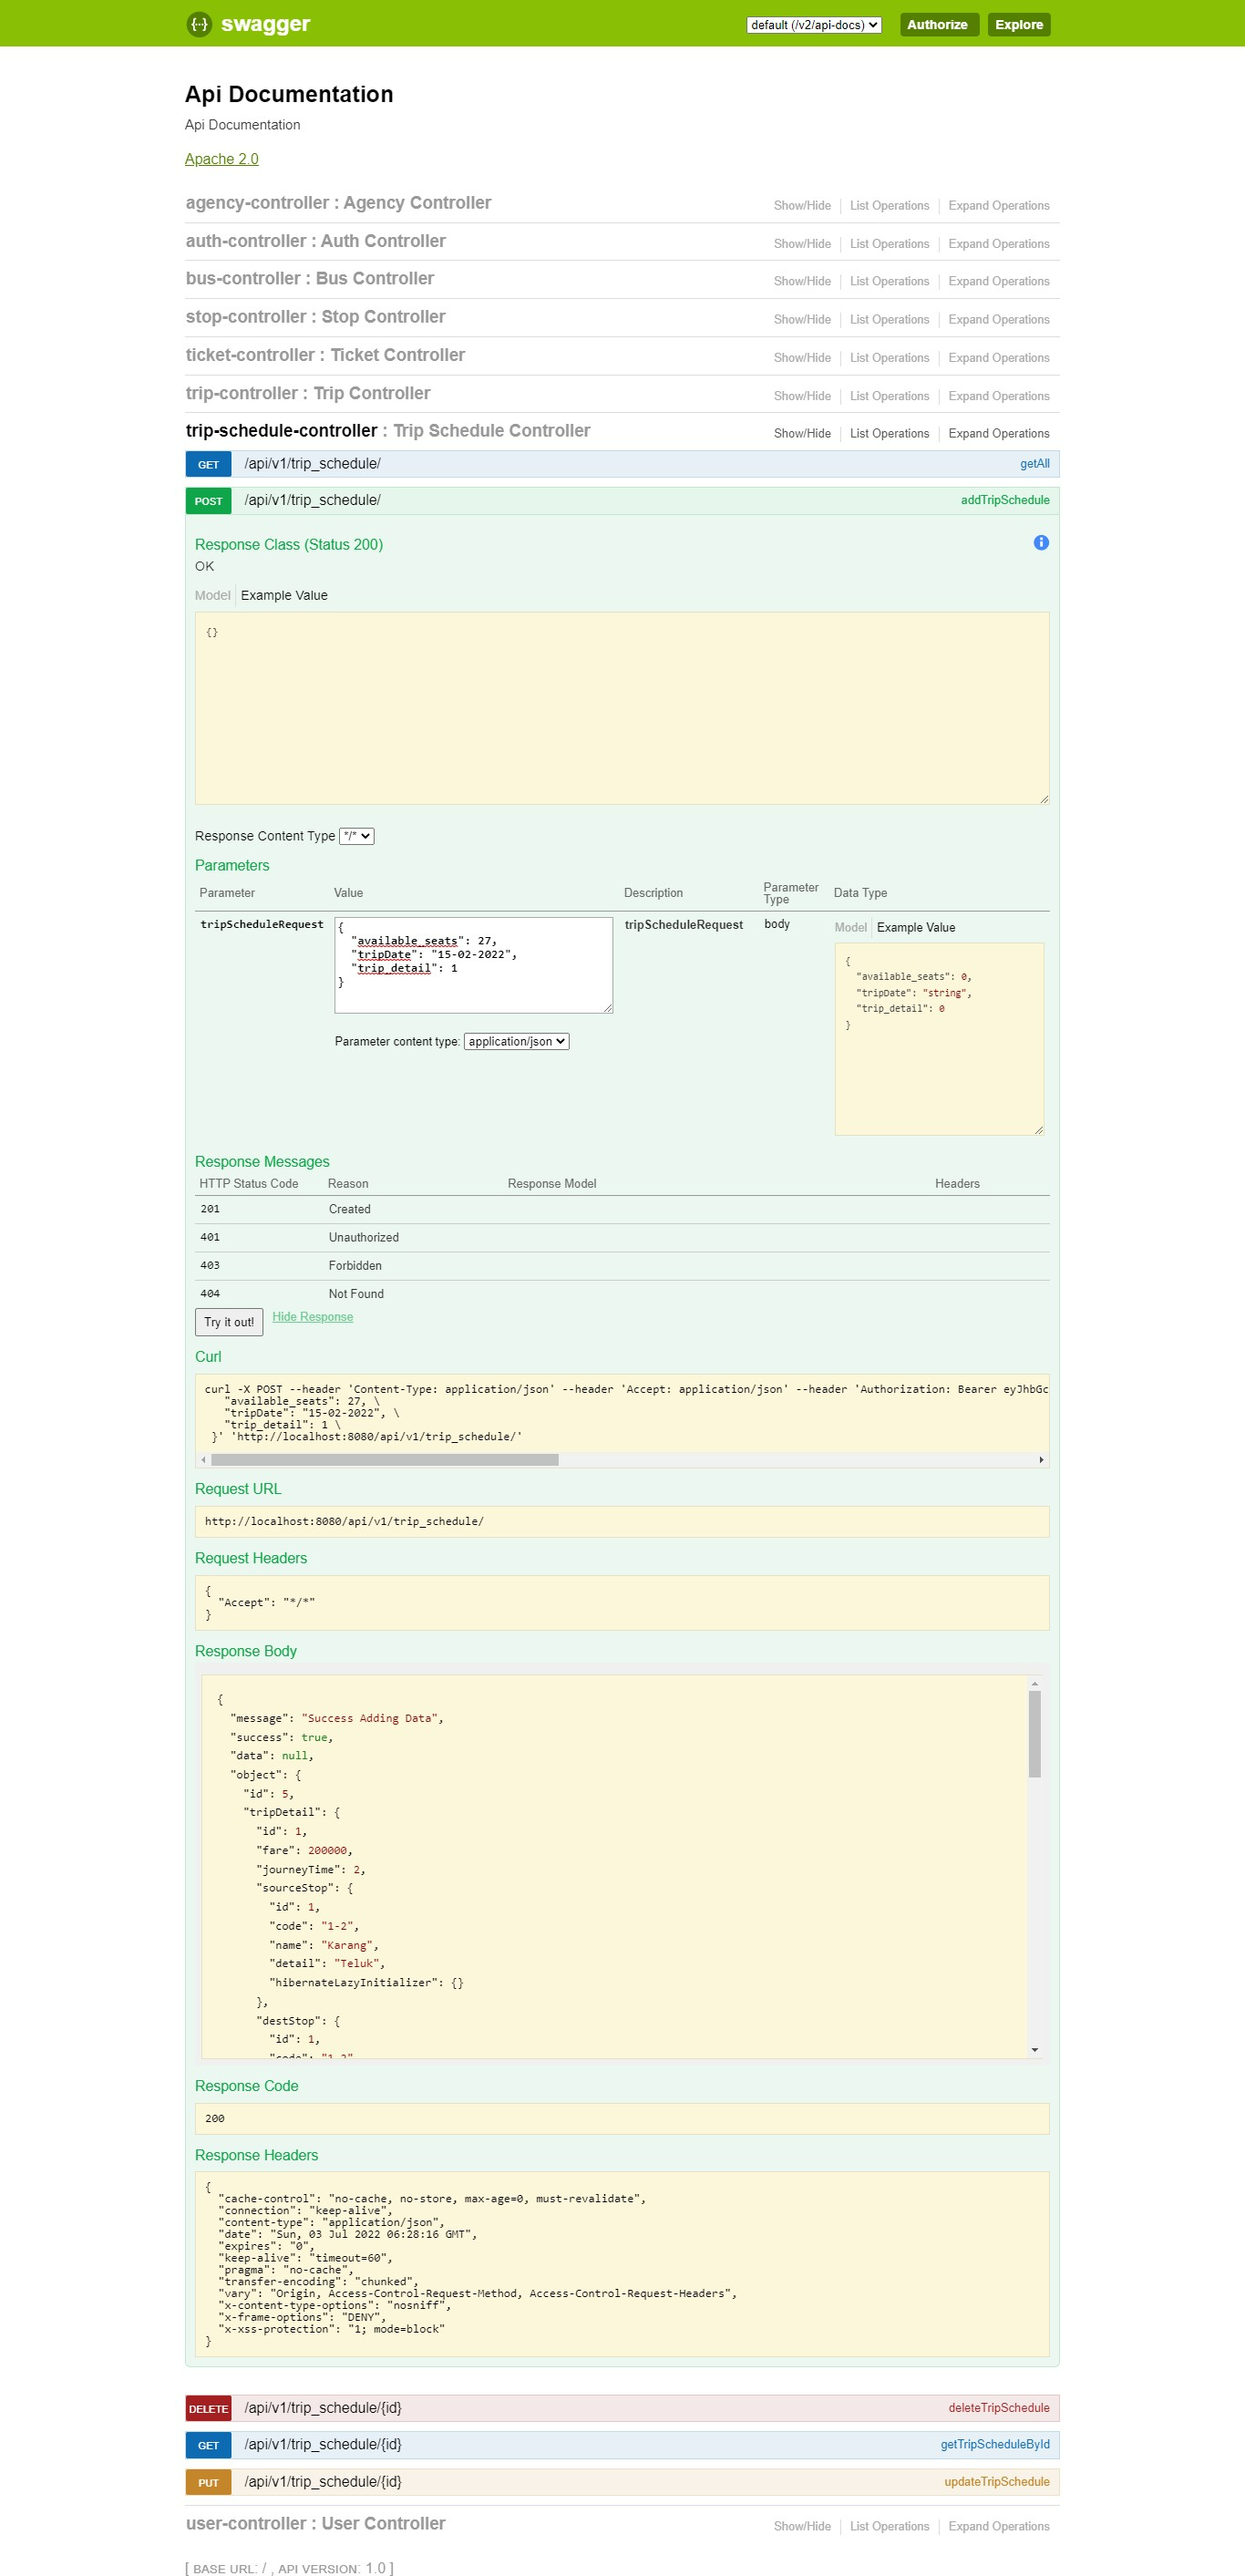 swagger
default (/v2/api-docs)
Authorize
Explore
Api Documentation
Api Documentation
Apache 2.0
agency-controller : Agency Controller Show/Hide List Operations Expand Operations
auth-controller : Auth Controller Show/Hide List Operations Expand Operations
bus-controller : Bus Controller Show/Hide List Operations Expand Operations
stop-controller : Stop Controller Show/Hide List Operations Expand Operations
ticket-controller : Ticket Controller Show/Hide List Operations Expand Operations
trip-controller : Trip Controller Show/Hide List Operations Expand Operations
trip-schedule-controller : Trip Schedule Controller Show/Hide List Operations Expand Operations
GET /api/v1/trip_schedule/ getAll
POST /api/v1/trip_schedule/ addTripSchedule
Response Class (Status 200)
OK
Model Example Value
{}
Response Content Type */*
Parameters
Parameter Value Description Parameter Type Data Type
tripScheduleRequest
{
"available_seats": 27,
"tripDate": "15-02-2022",
"trip_detail": 1
}
Parameter content type: application/json
tripScheduleRequest
body
Model Example Value
{
"available_seats": 0,
"tripDate": "string",
"trip_detail": 0
}
Response Messages
HTTP Status Code Reason Response Model Headers
201 Created
401 Unauthorized
403 Forbidden
404 Not Found
Try it out! Hide Response
Curl
curl -X POST --header 'Content-Type: application/json' --header 'Accept: application/json' --header 'Authorization: Bearer eyJhbGc
"available_seats": 27, \
"tripDate": "15-02-2022", \
"trip_detail": 1 \
}' 'http://localhost:8080/api/v1/trip_schedule/'
Request URL
http://localhost:8080/api/v1/trip_schedule/
Request Headers
{
"Accept": "*/*"
}
Response Body
{
"message": "Success Adding Data",
"success": true,
"data": null,
"object": {
"id": 5,
"tripDetail": {
"id": 1,
"fare": 200000,
"journeyTime": 2,
"sourceStop": {
"id": 1,
"code": "1-2",
"name": "Karang",
"detail": "Teluk",
"hibernateLazyInitializer": {}
},
"destStop": {
"id": 1,
"code": "1-2"
Response Code
200
Response Headers
{
"cache-control": "no-cache, no-store, max-age=0, must-revalidate",
"connection": "keep-alive",
"content-type": "application/json",
"date": "Sun, 03 Jul 2022 06:28:16 GMT",
"expires": "0",
"keep-alive": "timeout=60",
"pragma": "no-cache",
"transfer-encoding": "chunked",
"vary": "Origin, Access-Control-Request-Method, Access-Control-Request-Headers",
"x-content-type-options": "nosniff",
"x-frame-options": "DENY",
"x-xss-protection": "1; mode=block"
}
DELETE /api/v1/trip_schedule/{id} deleteTripSchedule
GET /api/v1/trip_schedule/{id} getTripScheduleById
PUT /api/v1/trip_schedule/{id} updateTripSchedule
user-controller : User Controller Show/Hide List Operations Expand Operations
[ BASE URL: / , API VERSION: 1.0 ]